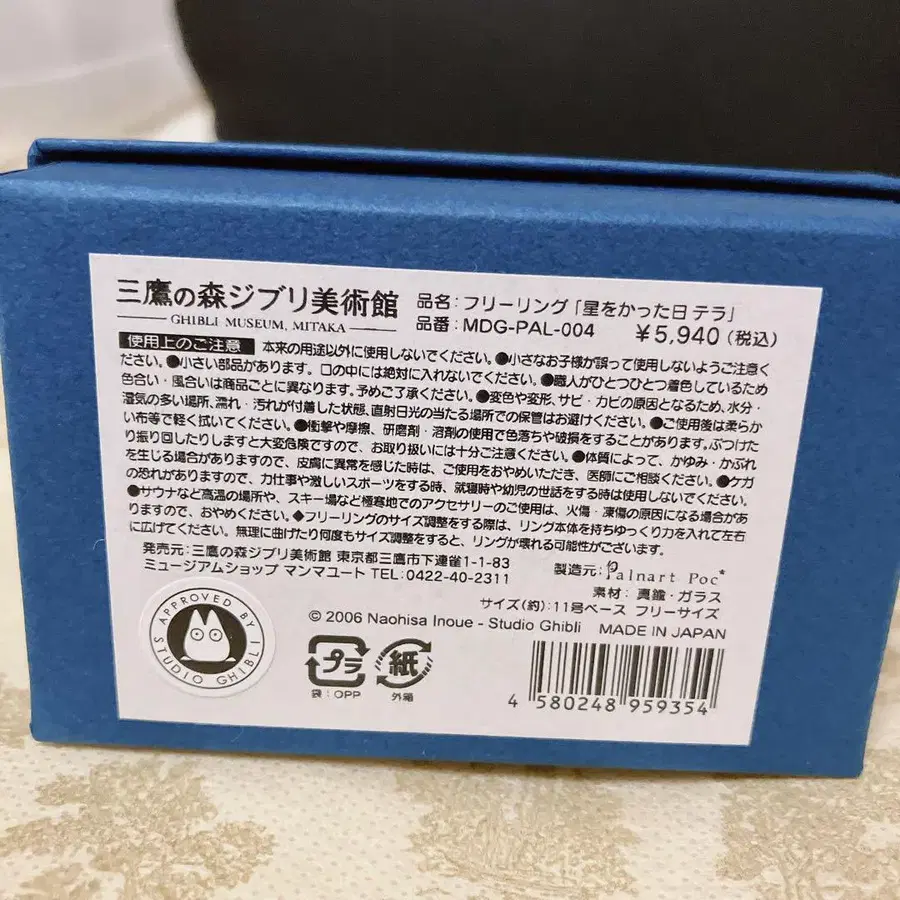 三鷹の森ジブリ美術館
GHIBLI MUSEUM, MITAKA
品名:フリーリング「星をかった日 テラ」
品番:MDG-PAL-004 ¥5,940(税込)
使用上のご注意 本来の用途以外に使用しないでください。●小さなお子様が誤って使用しないようご注意く
ださい。●小さい部品があります。口の中には絶対に入れないでください。●職人がひとつひとつ着色しているため
色合い・風合いは商品ごとに異なります。予めご了承ください。●変色や変形、サビ・カビの原因となるため、水分・
湿気の多い場所、濡れ・汚れが付着した状態、直射日光の当たる場所での保管はお避けください。●ご使用後は柔らか
い布等で軽く拭いてください。●衝撃や摩擦、研磨剤・溶剤の使用で色落ちや破損をすることがあります。ぶつけた
り振り回したりしますと大変危険ですので、お取り扱いには十分ご注意ください。●体質によって、かゆみ・かぶれ
を生じる場合がありますので、皮膚に異常を感じた時は、ご使用をおやめいただき、医師にご相談ください。●ケガ
の恐れがありますので、力仕事や激しいスポーツをする時、就寝時や幼児の世話をする時は使用しないでください。
●サウナなど高温の場所や、スキー場など極寒地でのアクセサリーのご使用は、火傷・凍傷の原因になる場合があ
りますので、おやめください。◆フリーリングのサイズ調整をする際は、リング本体を持ちゆっくり力を入れて左右
に広げてください。無理に曲げたり何度もサイズ調整をすると、リングが壊れる可能性がございます。
発売元:三鷹の森ジブリ美術館 東京都三鷹市下連雀1-1-83
ミュージアムショップ マンマユート TEL:0422-40-2311
製造元:Palnart Poc
素材:真鍮・ガラス
サイズ(約):11号ベース フリーサイズ
© 2006 Naohisa Inoue - Studio Ghibli MADE IN JAPAN
APPROVED BY
STUDIO GHIBLI
プラ
袋:OPP
紙
外箱
4 580248 959354